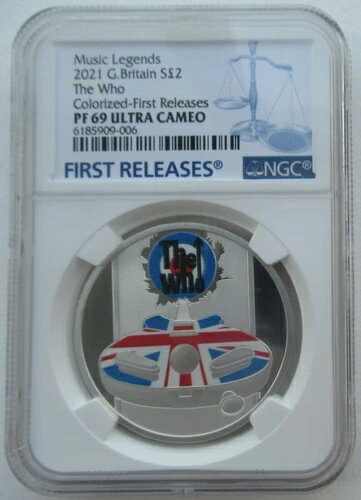 Music Legends
2021 G.Britain S£2
The Who
Colorized-First Releases
PF 69 ULTRA CAMEO
6185909-006
FIRST RELEASES®
NGC®
The
Who